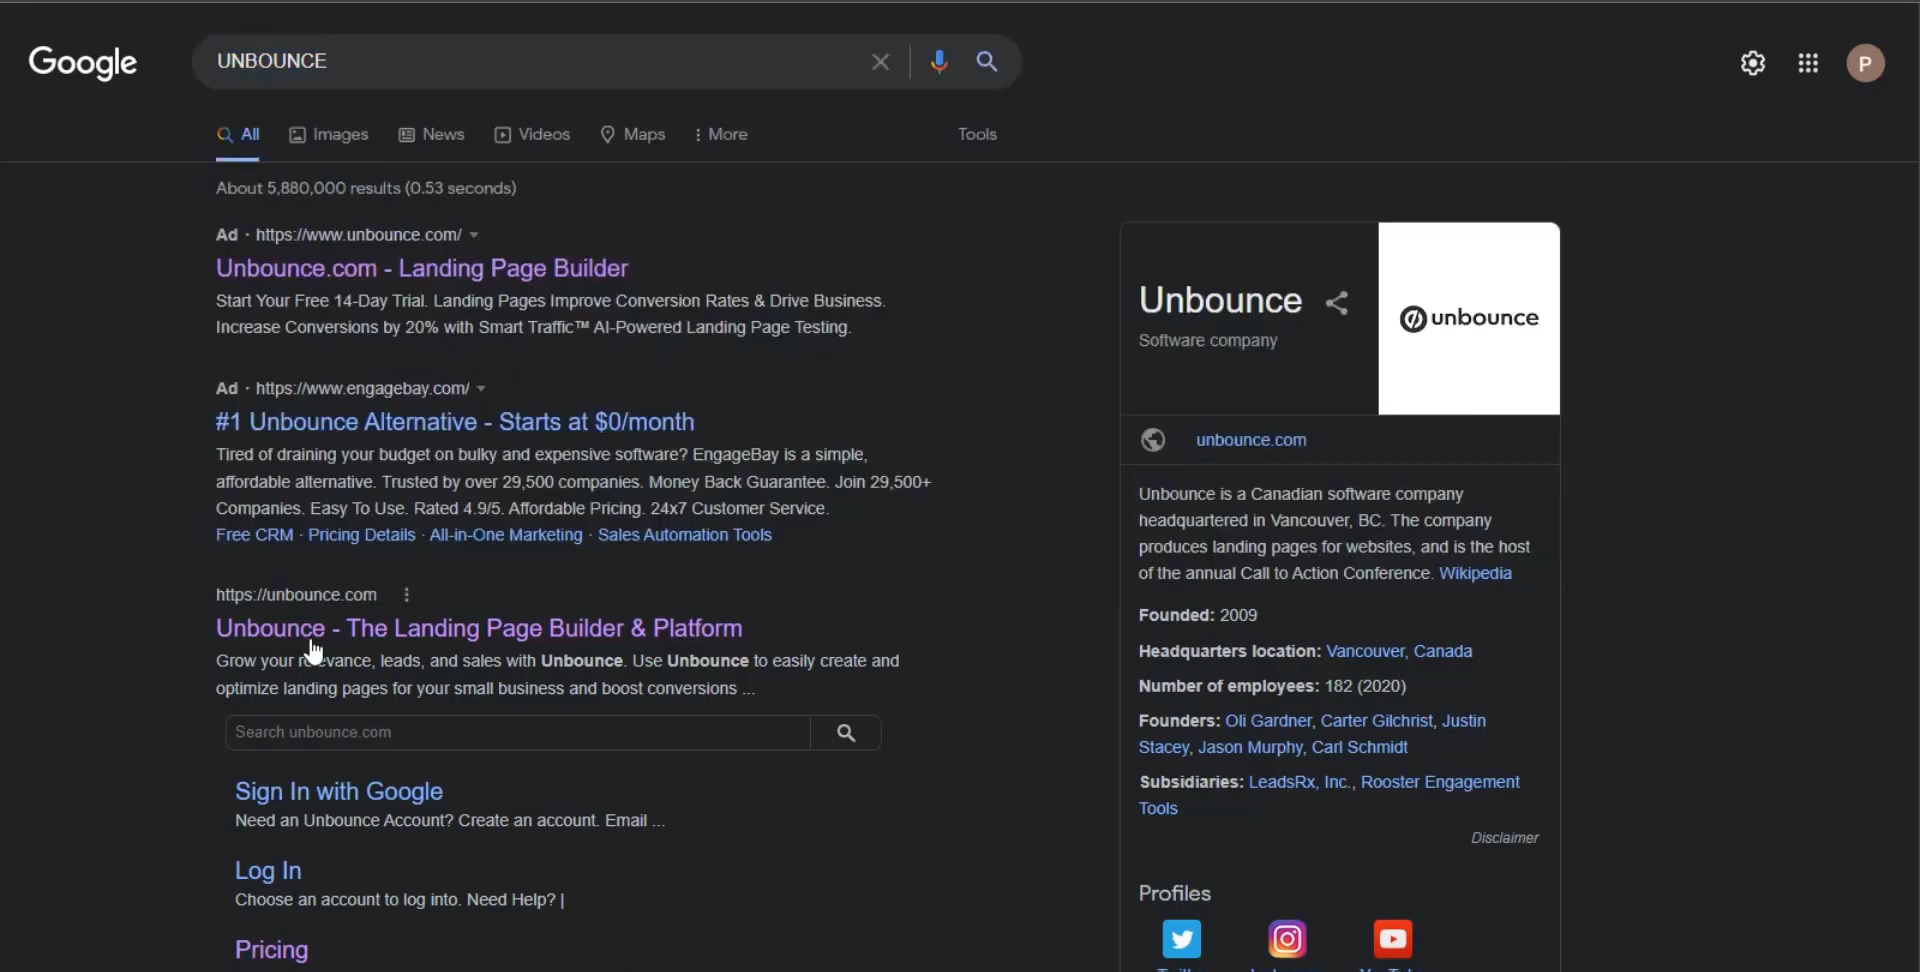 Google
UNBOUNCE
All
Images
News
Videos
Maps
More
Tools
About 5,880,000 results (0.53 seconds)
Ad · https://www.unbounce.com/
Unbounce.com - Landing Page Builder
Start Your Free 14-Day Trial. Landing Pages Improve Conversion Rates & Drive Business.
Increase Conversions by 20% with Smart Traffic™ AI-Powered Landing Page Testing.
Ad · https://www.engagebay.com/
#1 Unbounce Alternative - Starts at $0/month
Tired of draining your budget on bulky and expensive software? EngageBay is a simple,
affordable alternative. Trusted by over 29,500 companies. Money Back Guarantee. Join 29,500+
Companies. Easy To Use. Rated 4.9/5. Affordable Pricing. 24x7 Customer Service.
Free CRM · Pricing Details · All-in-One Marketing · Sales Automation Tools
https://unbounce.com
Unbounce - The Landing Page Builder & Platform
Grow your relevance, leads, and sales with Unbounce. Use Unbounce to easily create and
optimize landing pages for your small business and boost conversions ...
Search unbounce.com
Sign In with Google
Need an Unbounce Account? Create an account. Email ...
Log In
Choose an account to log into. Need Help? |
Pricing
P
Unbounce
Software company
unbounce
unbounce.com
Unbounce is a Canadian software company
headquartered in Vancouver, BC. The company
produces landing pages for websites, and is the host
of the annual Call to Action Conference. Wikipedia
Founded: 2009
Headquarters location: Vancouver, Canada
Number of employees: 182 (2020)
Founders: Oli Gardner, Carter Gilchrist, Justin
Stacey, Jason Murphy, Carl Schmidt
Subsidiaries: LeadsRx, Inc., Rooster Engagement
Tools
Disclaimer
Profiles